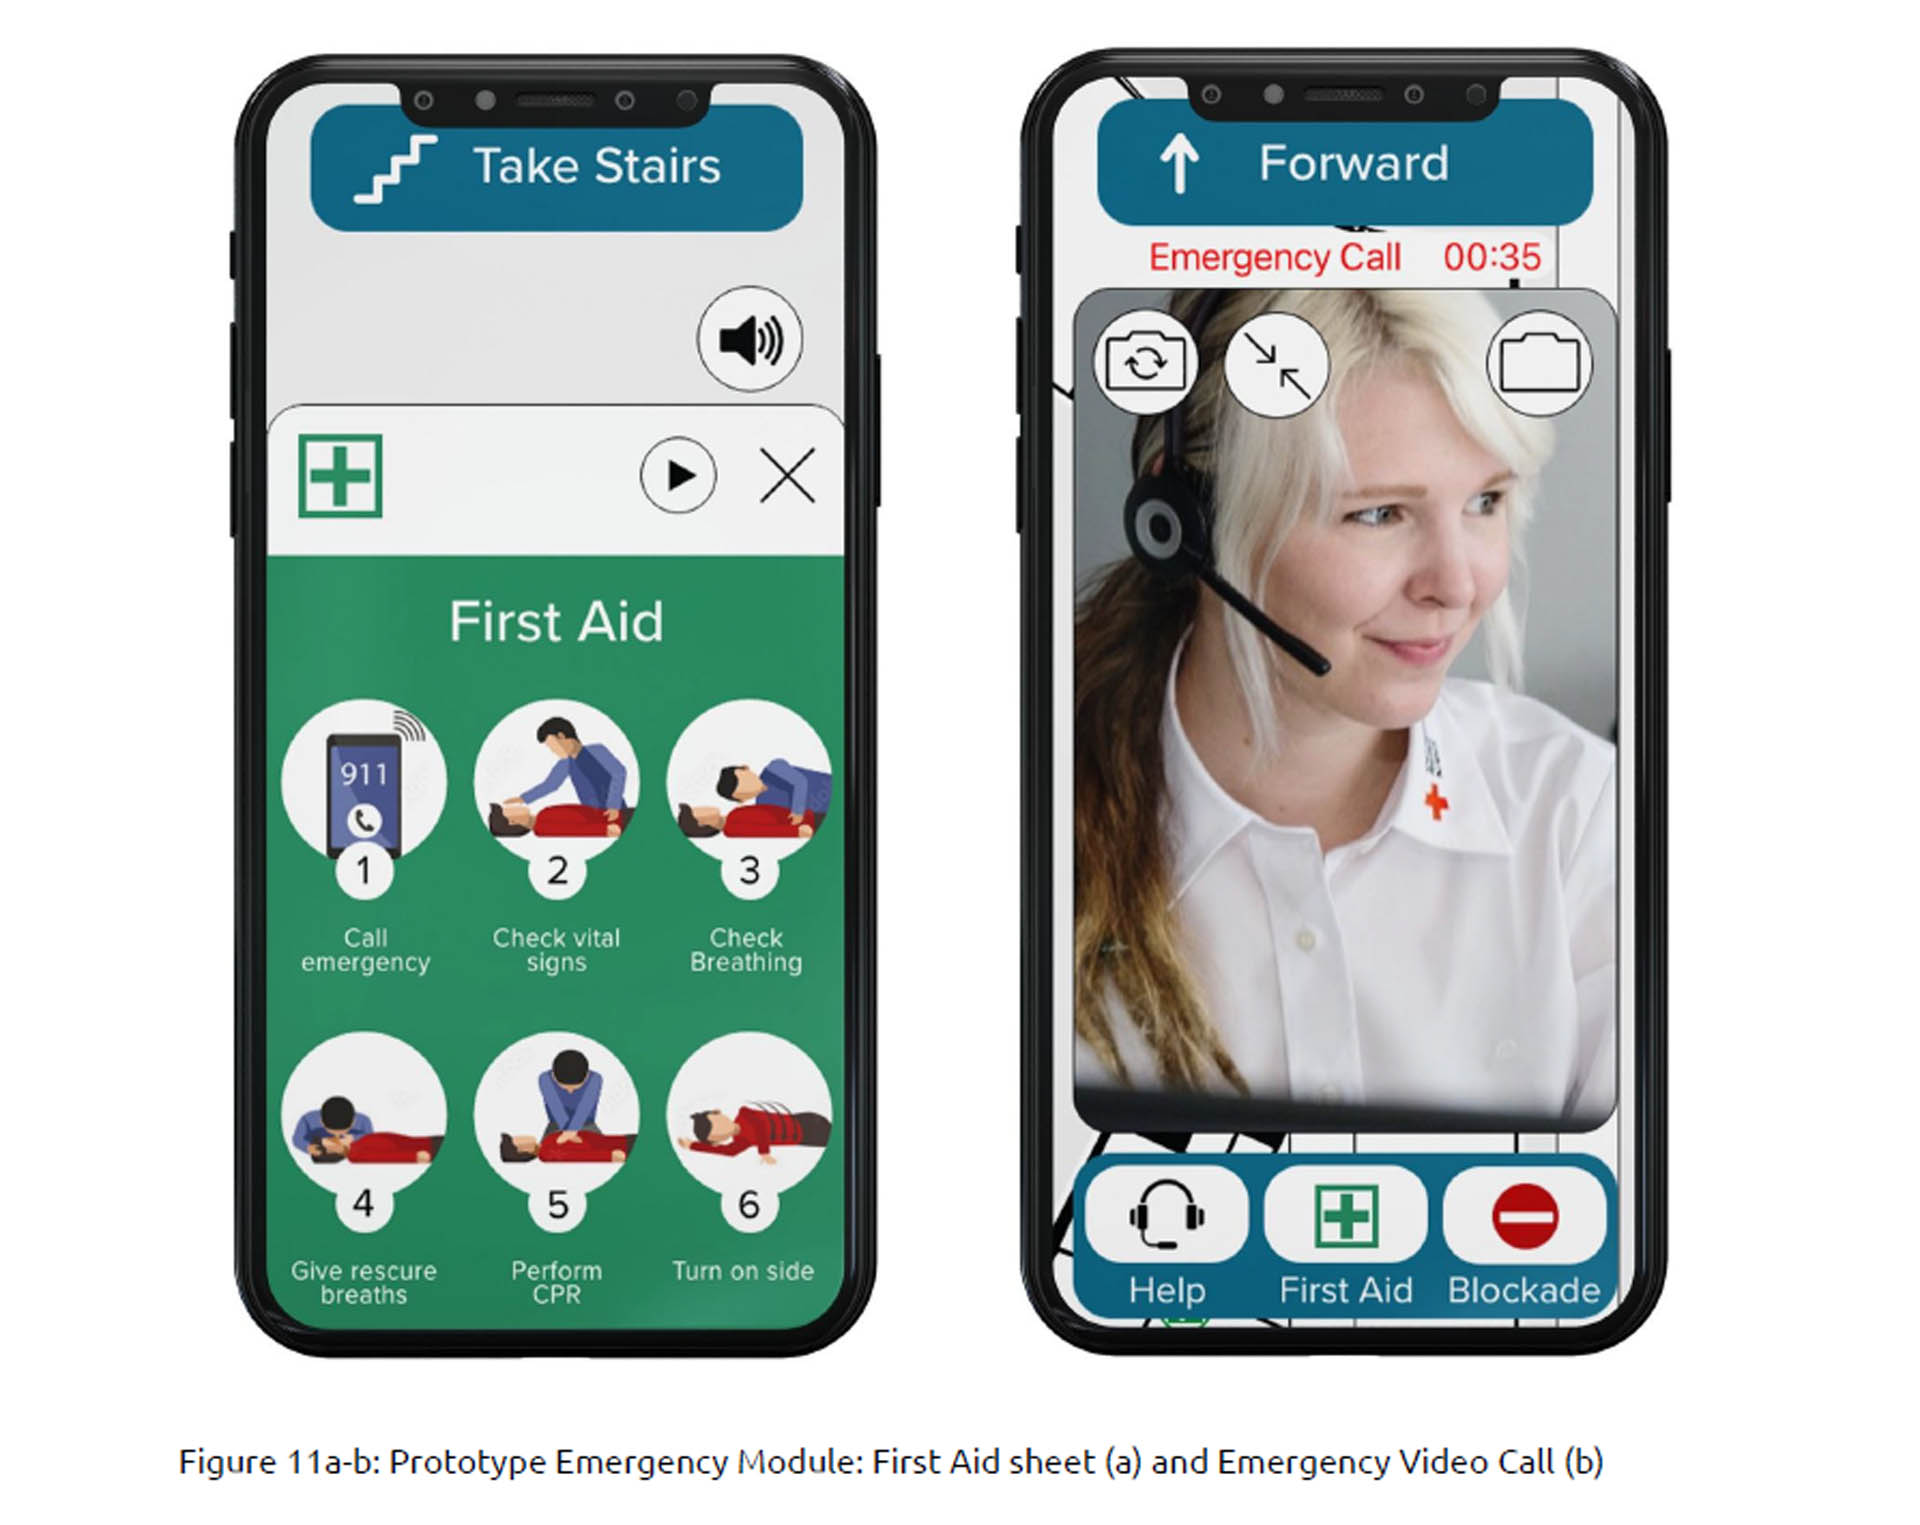 Take Stairs
First Aid
911
1
2
3
Call
emergency
Check vital
signs
Check
Breathing
4
5
6
Give rescure
breaths
Perform
CPR
Turn on side
Forward
Emergency Call 00:35
Help
First Aid
Blockade
Figure 11a-b: Prototype Emergency Module: First Aid sheet (a) and Emergency Video Call (b)